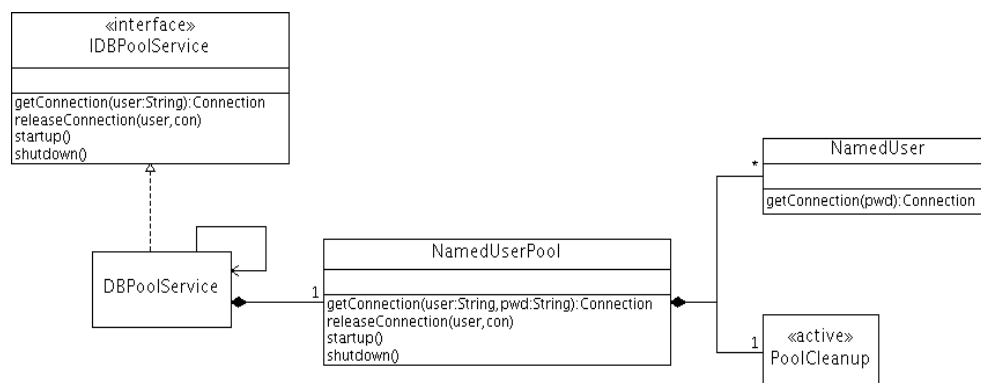 «interface»
IDBPoolService
getConnection(user:String):Connection
releaseConnection(user,con)
startup()
shutdown()
DBPoolService
1
NamedUserPool
getConnection(user:String,pwd:String):Connection
releaseConnection(user,con)
startup()
shutdown()
*
NamedUser
getConnection(pwd):Connection
1
«active»
PoolCleanup